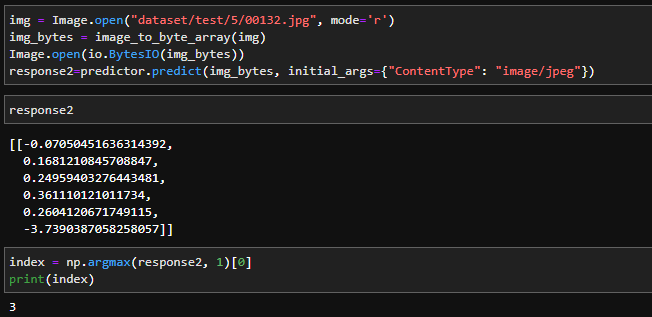 img = Image.open("dataset/test/5/00132.jpg", mode='r')
img_bytes = image_to_byte_array(img)
Image.open(io.BytesIO(img_bytes))
response2=predictor.predict(img_bytes, initial_args={"ContentType": "image/jpeg"})
response2
[[-0.07050451636314392,
0.1681210845708847,
0.24959403276443481,
0.361110121011734,
0.2604120671749115,
-3.7390387058258057]]
index = np.argmax(response2, 1)[0]
print(index)
3